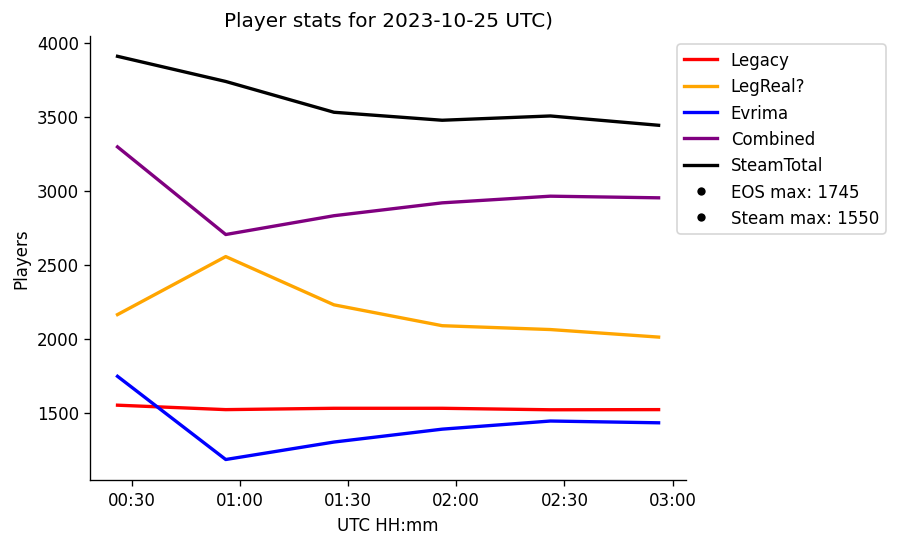 Player stats for 2023-10-25 UTC)
4000
3500
3000
2500
2000
1500
Players
00:30 01:00 01:30 02:00 02:30 03:00
UTC HH:mm
Legacy
LegReal?
Evrima
Combined
SteamTotal
EOS max: 1745
Steam max: 1550